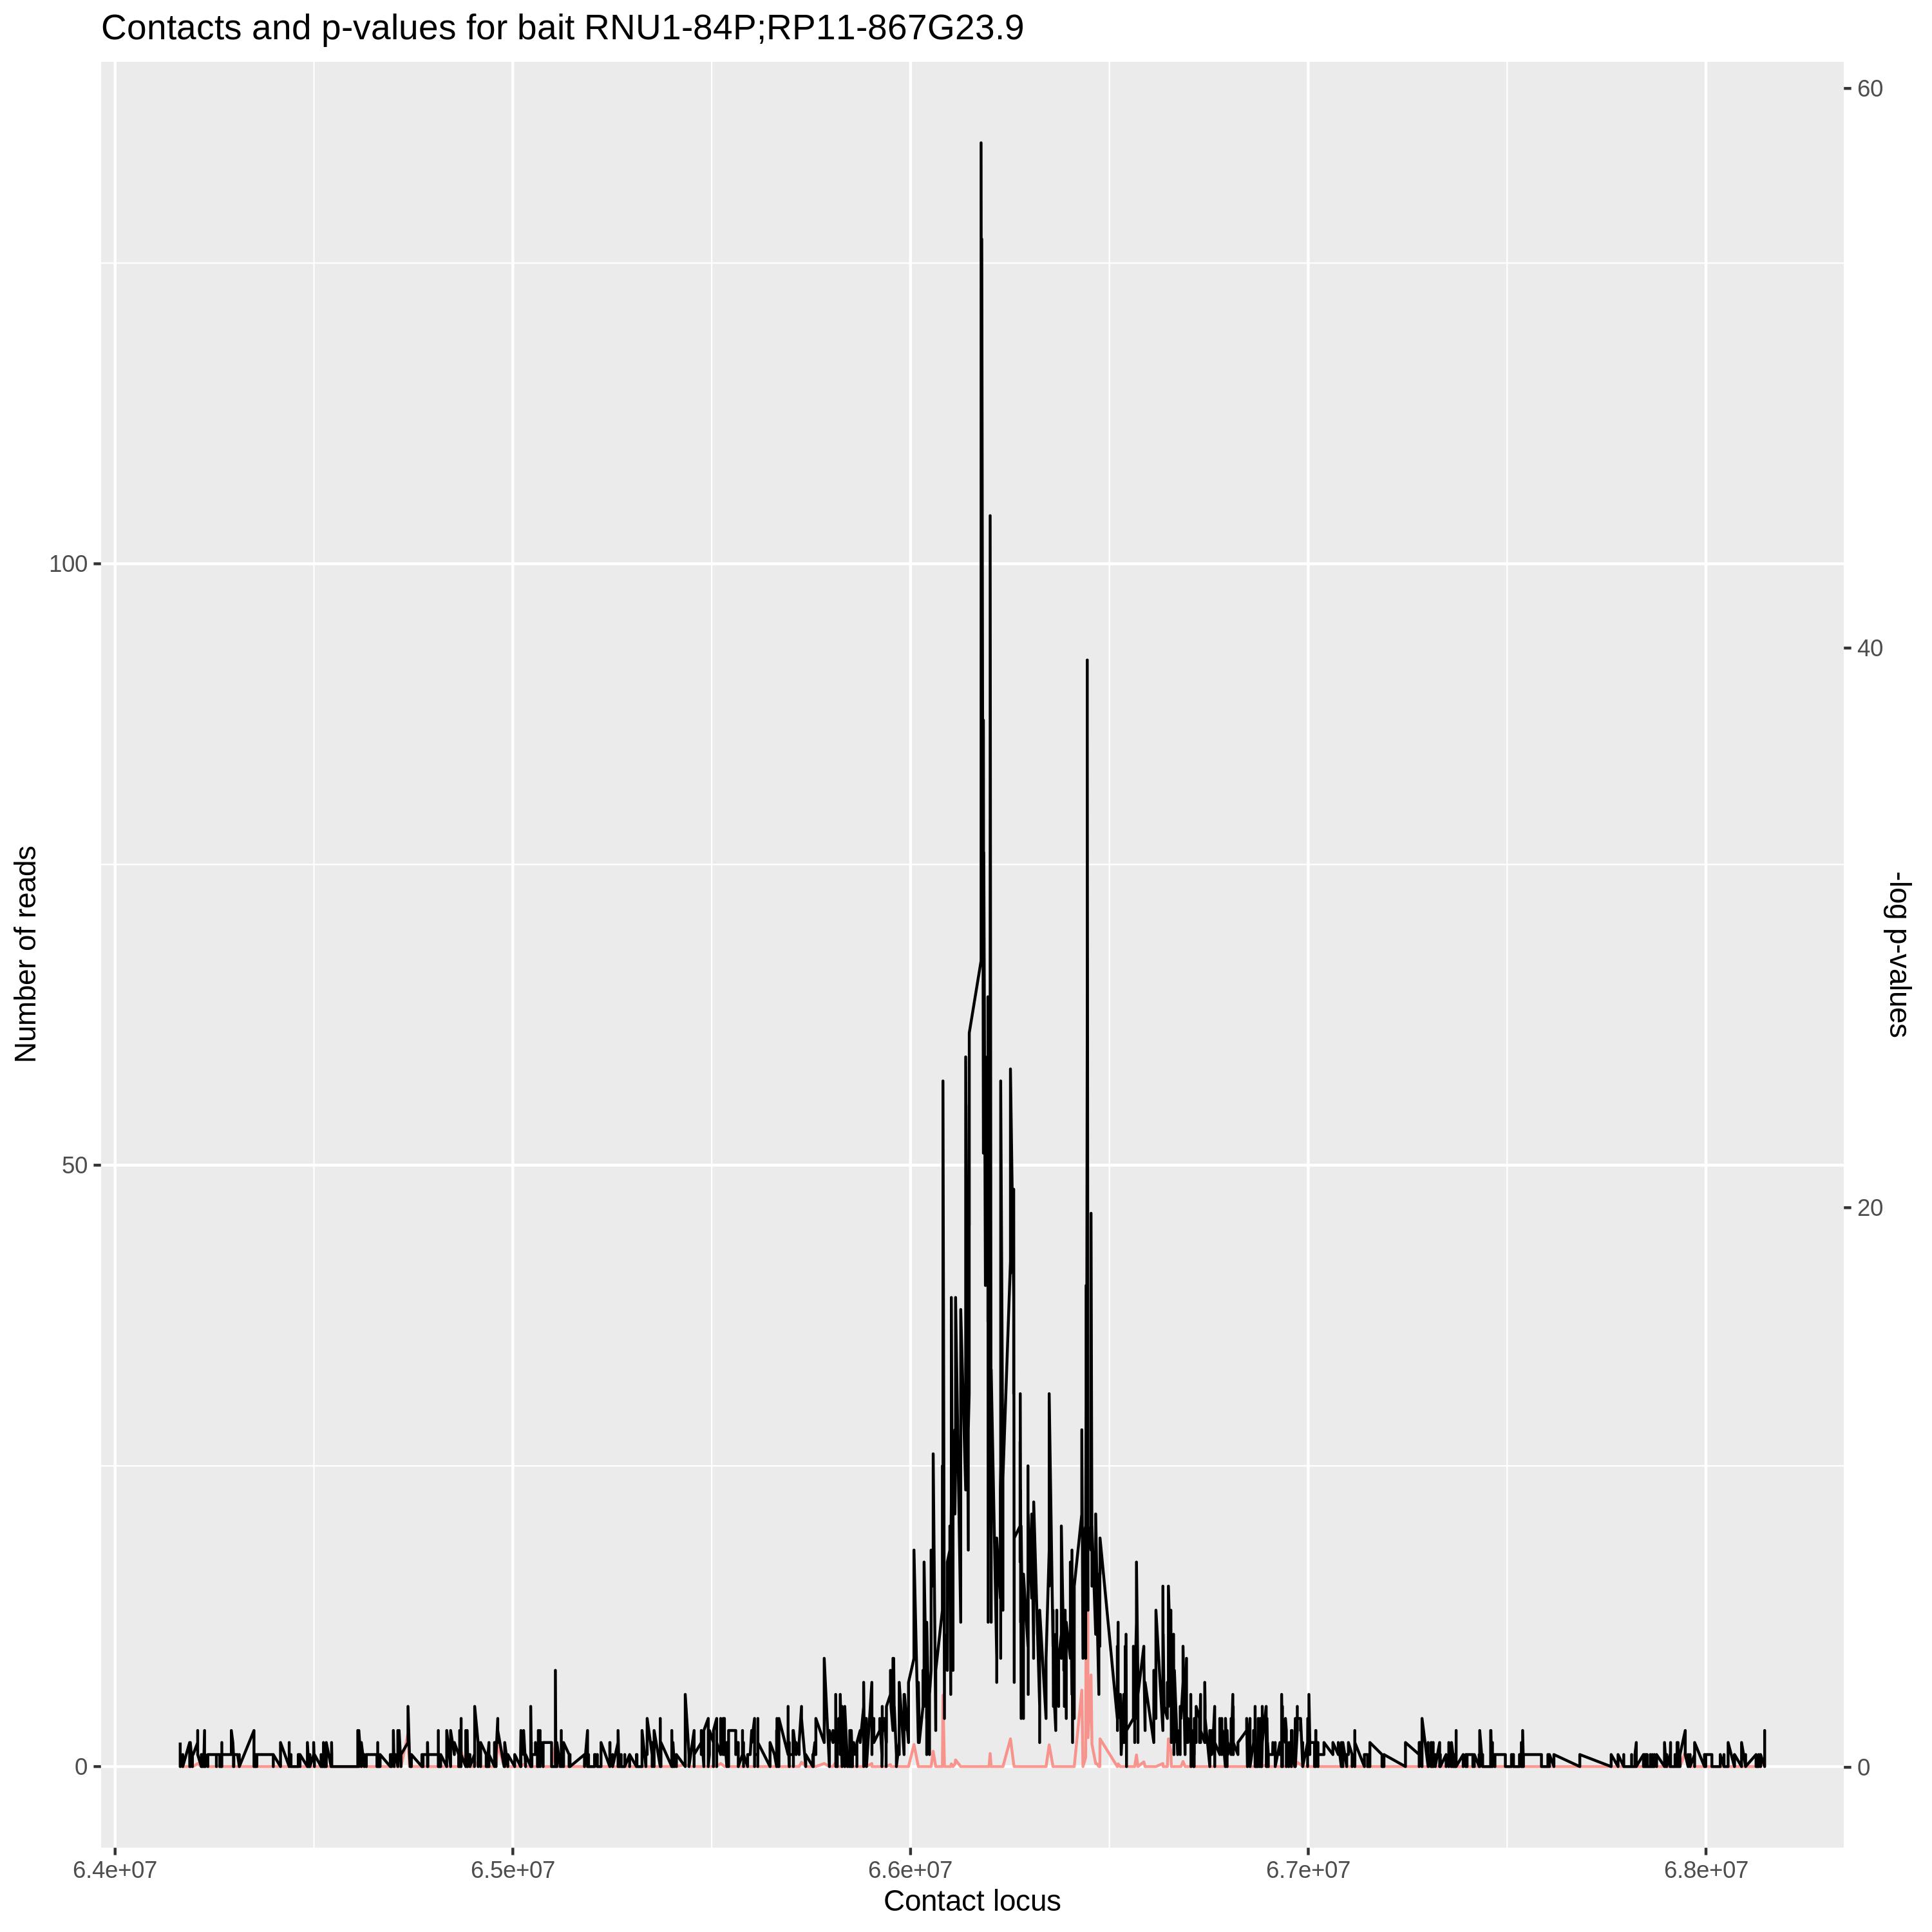 Contacts and p-values for bait RNU1-84P;RP11-867G23.9
60
100
40
Number of reads
-log p-values
50
20
0
0
6.4e+07
6.5e+07
6.6e+07
6.7e+07
6.8e+07
Contact locus